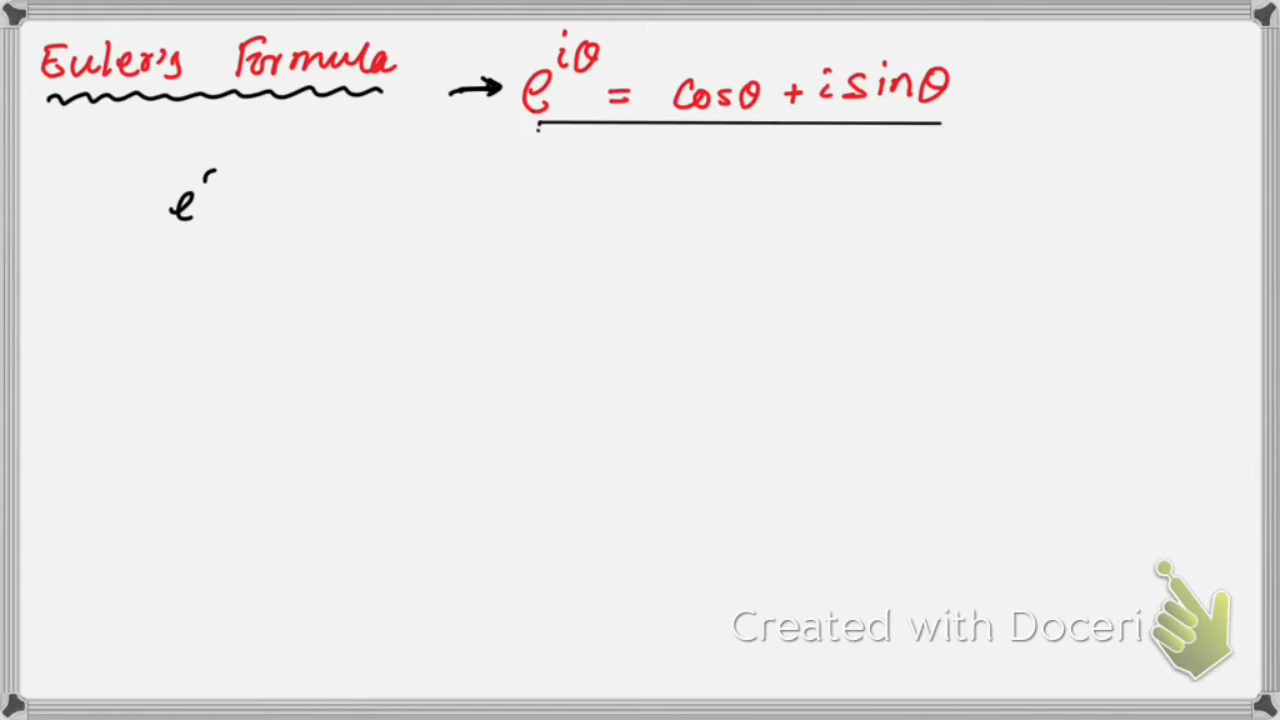 Euler's Formula → e^{iθ} = cosθ + i sinθ
e
Created with Doceri